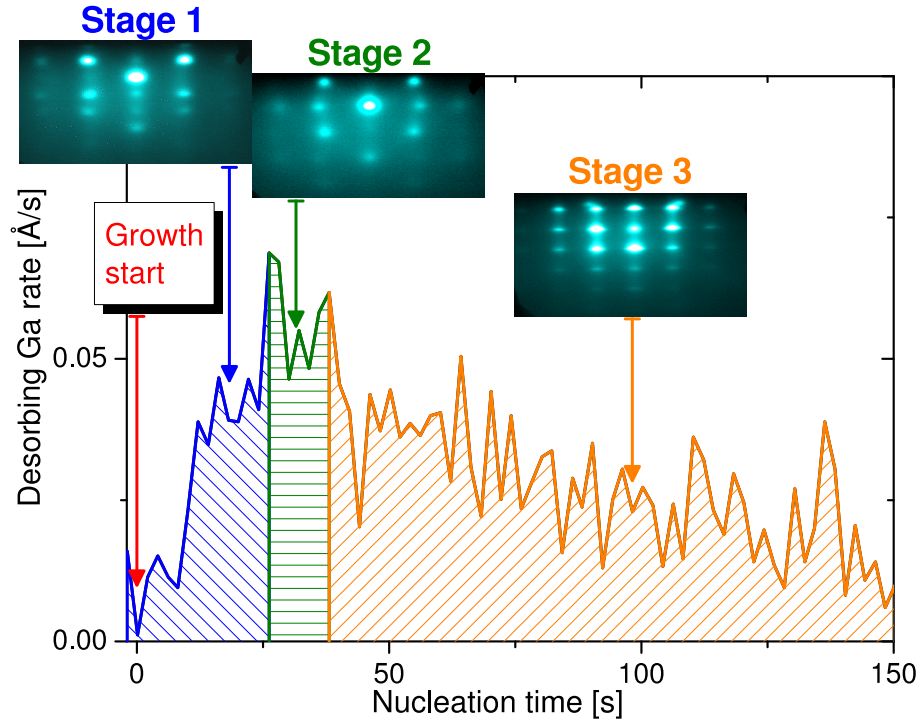 Stage 1
Stage 2
Stage 3
Growth
start
Desorbing Ga rate [Å/s]
0.05
0.00
0
50
100
150
Nucleation time [s]